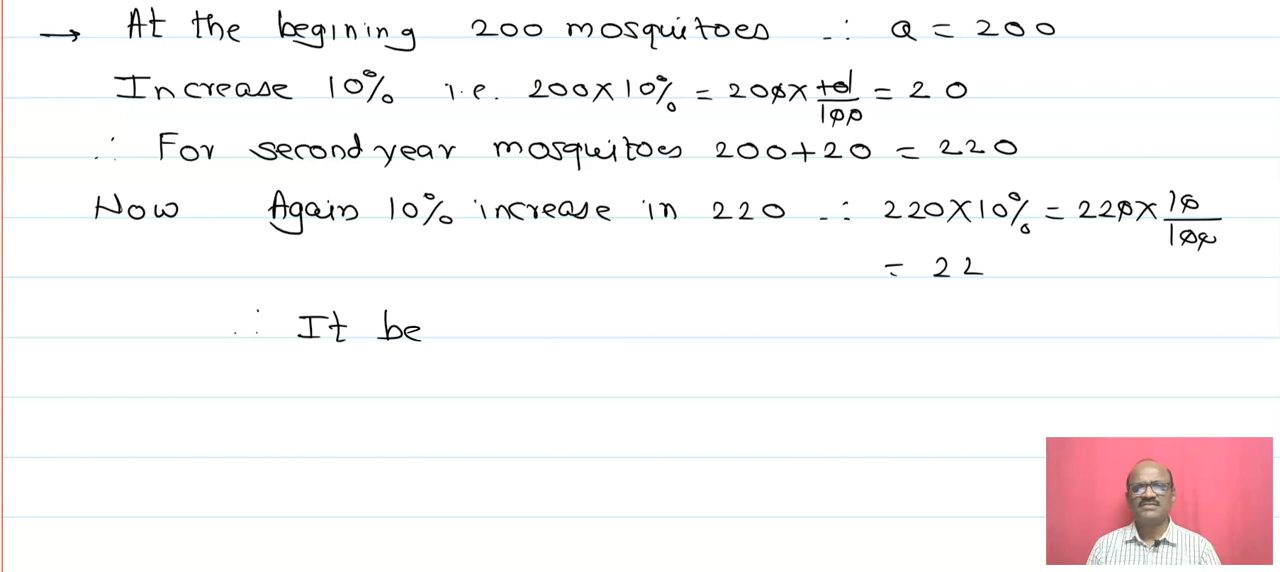 → At the begining 200 mosquitoes ∴ a = 200
Increase 10% i.e. 200×10% = 200×10/100 = 20
∴ For second year mosquitoes 200+20 = 220
Now Again 10% increase in 220 ∴ 220×10% = 220×10/100
= 22
∴ It be